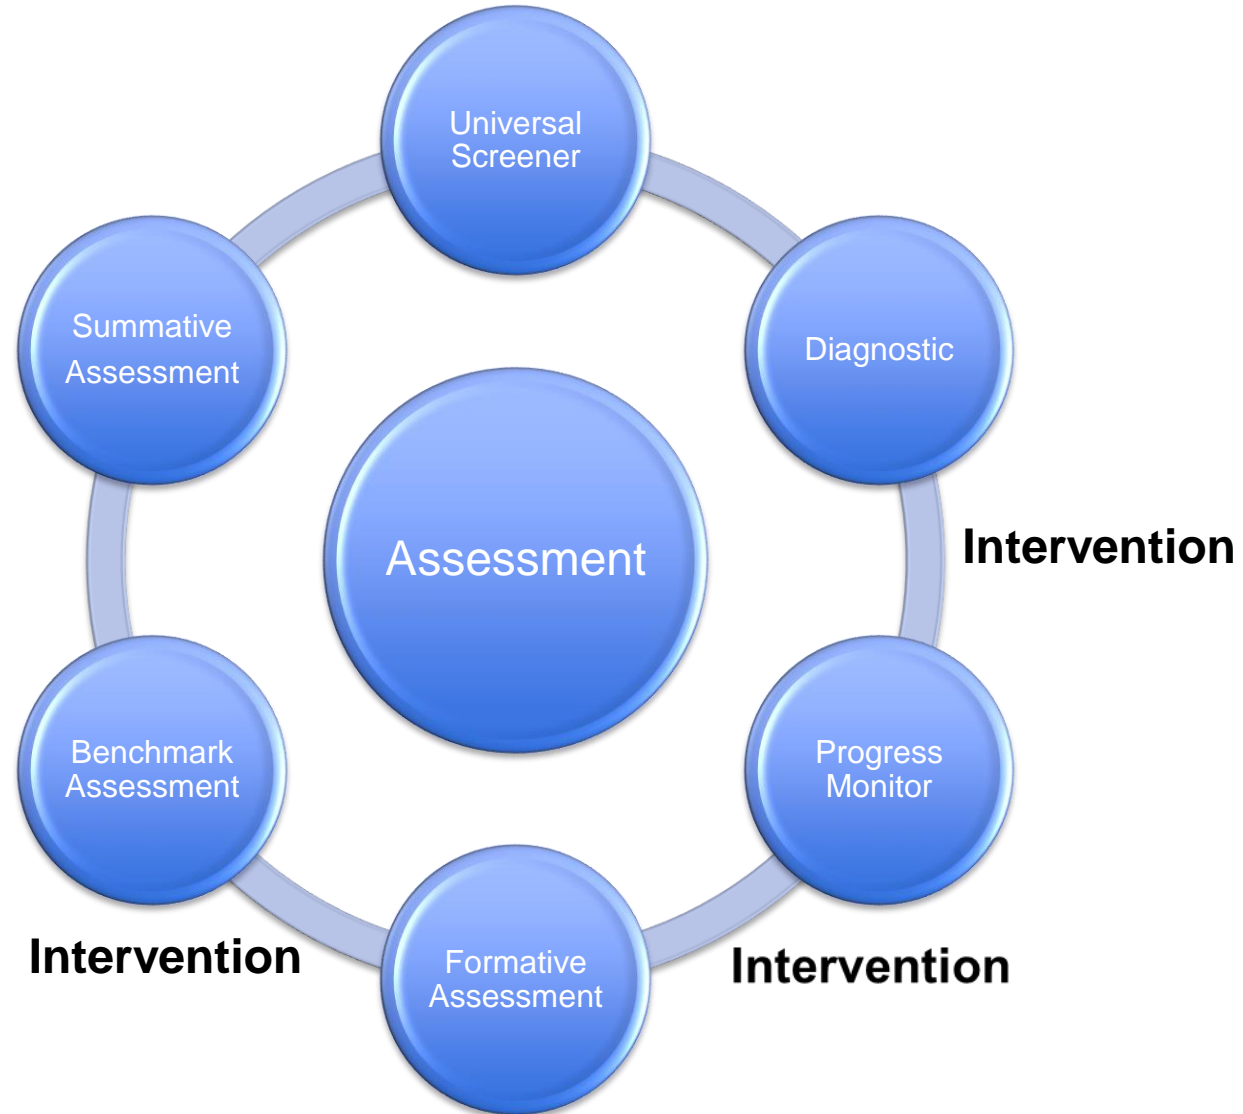 Universal
Screener
Summative
Assessment
Diagnostic
Assessment
Intervention
Benchmark
Assessment
Progress
Monitor
Intervention
Formative
Assessment
Intervention